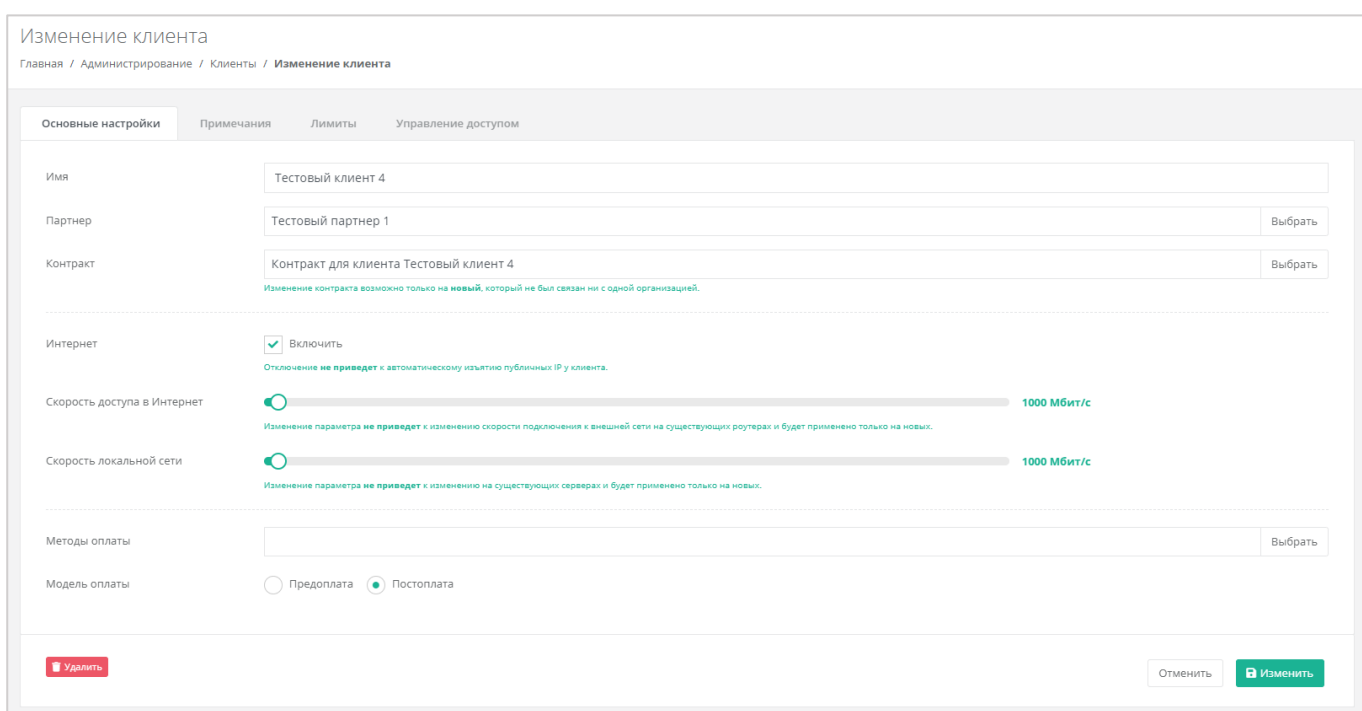 Изменение клиента
Главная / Администрирование / Клиенты / Изменение клиента
Основные настройки Примечания Лимиты Управление доступом
Имя Тестовый клиент 4
Партнер Тестовый партнер 1 Выбрать
Контракт Контракт для клиента Тестовый клиент 4 Выбрать
Изменение контракта возможно только на новый, который не был связан ни с одной организацией.
Интернет Включить
Отключение не приведет к автоматическому изъятию публичных IP у клиента.
Скорость доступа в Интернет 1000 Мбит/с
Изменение параметра не приведет к изменению скорости подключения к внешней сети на существующих роутерах и будет применено только на новых.
Скорость локальной сети 1000 Мбит/с
Изменение параметра не приведет к изменению на существующих серверах и будет применено только на новых.
Методы оплаты Выбрать
Модель оплаты Предоплата Постоплата
Удалить Отменить Изменить